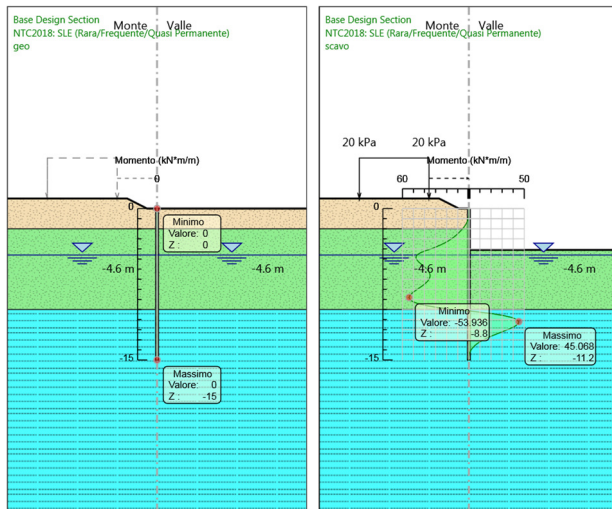 Base Design Section
NTC2018: SLE (Rara/Frequente/Quasi Permanente)
geo
Monte
Valle
Momento (kN*m/m)
0
0
Minimo
Valore: 0
Z : 0
-4.6 m
-4.6 m
-15
Massimo
Valore: 0
Z : -15
Base Design Section
NTC2018: SLE (Rara/Frequente/Quasi Permanente)
scavo
Monte
Valle
20 kPa
20 kPa
Momento (kN*m/m)
60
50
0
-4.6 m
-4.6 m
Minimo
Valore: -53.936
Z : -8.8
Massimo
Valore: 45.068
Z : -11.2
-15